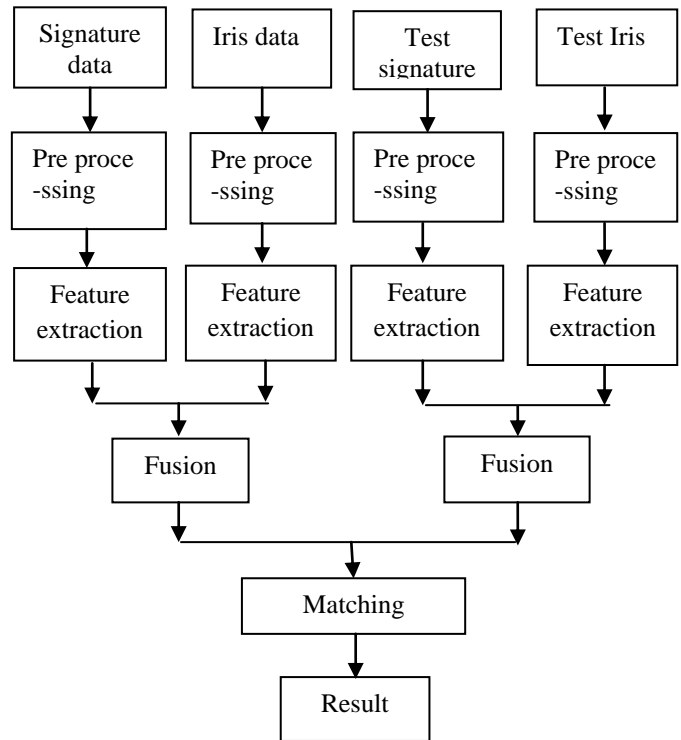 Signature
data
Iris data
Test
signature
Test Iris
Pre proce
-ssing
Pre proce
-ssing
Pre proce
-ssing
Pre proce
-ssing
Feature
extraction
Feature
extraction
Feature
extraction
Feature
extraction
Fusion
Fusion
Matching
Result